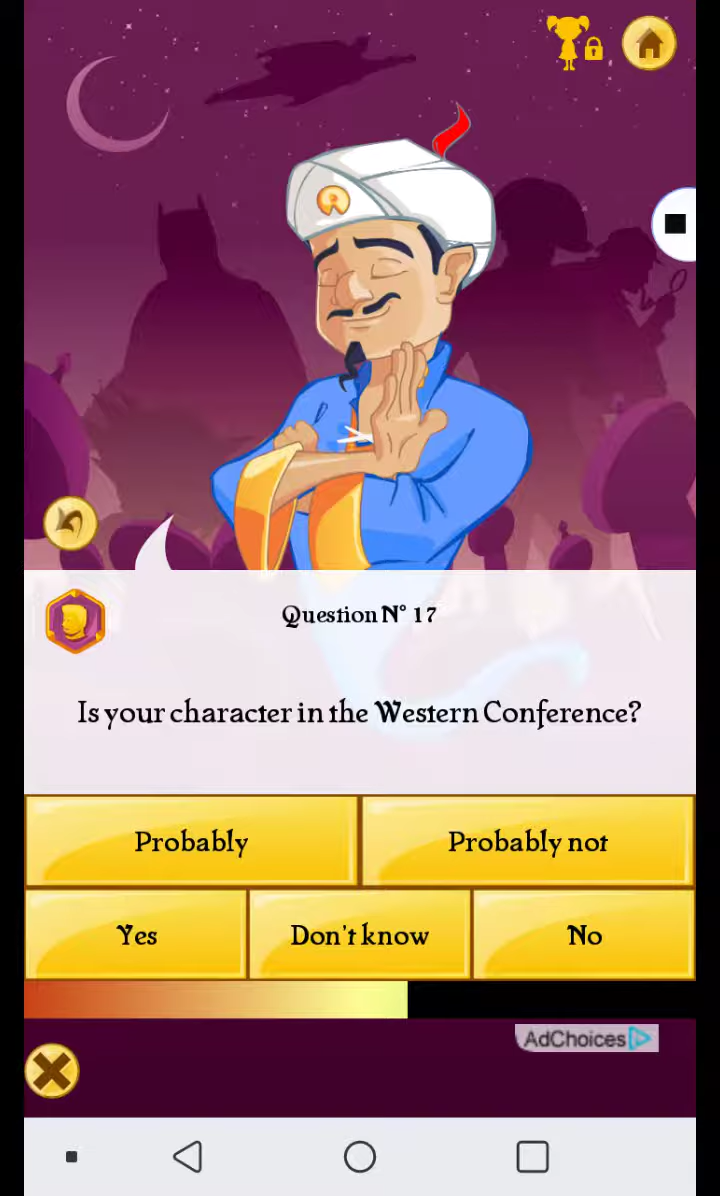 Question N° 17
Is your character in the Western Conference?
Probably
Probably not
Yes
Don't know
No
AdChoices